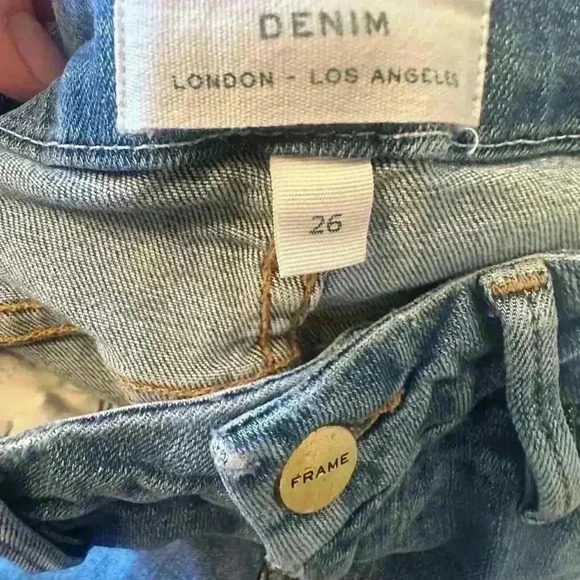 DENIM
LONDON - LOS ANGELES
26
FRAME